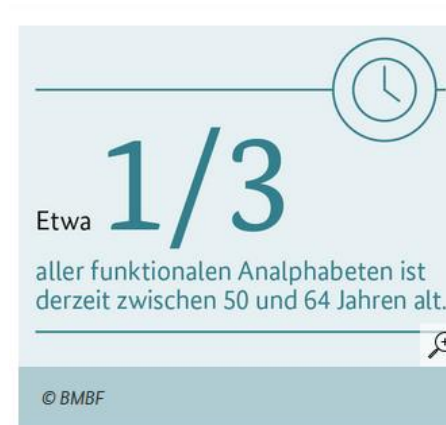 Etwa 1/3
aller funktionalen Analphabeten ist
derzeit zwischen 50 und 64 Jahren alt.
© BMBF